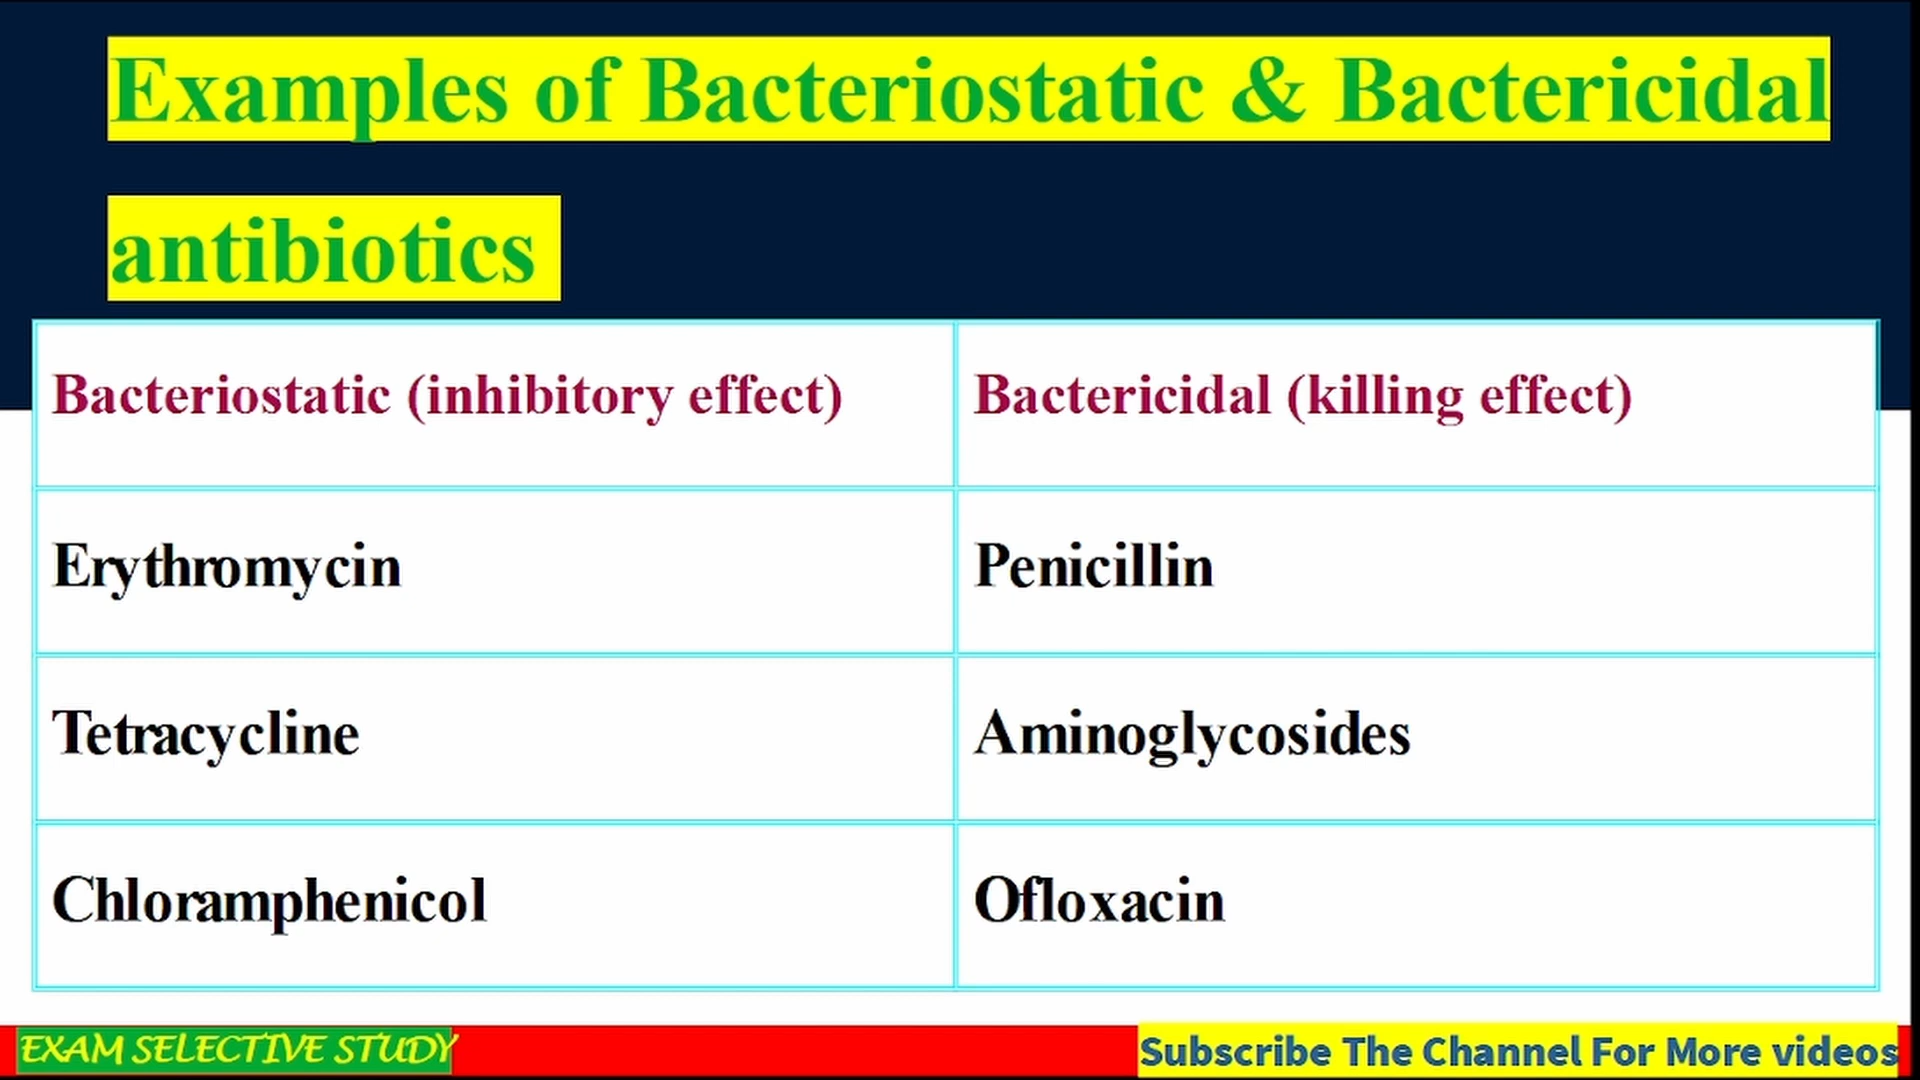 Examples of Bacteriostatic & Bactericidal
antibiotics
Bacteriostatic (inhibitory effect) Bactericidal (killing effect)
Erythromycin Penicillin
Tetracycline Aminoglycosides
Chloramphenicol Ofloxacin
EXAM SELECTIVE STUDY Subscribe The Channel For More videos